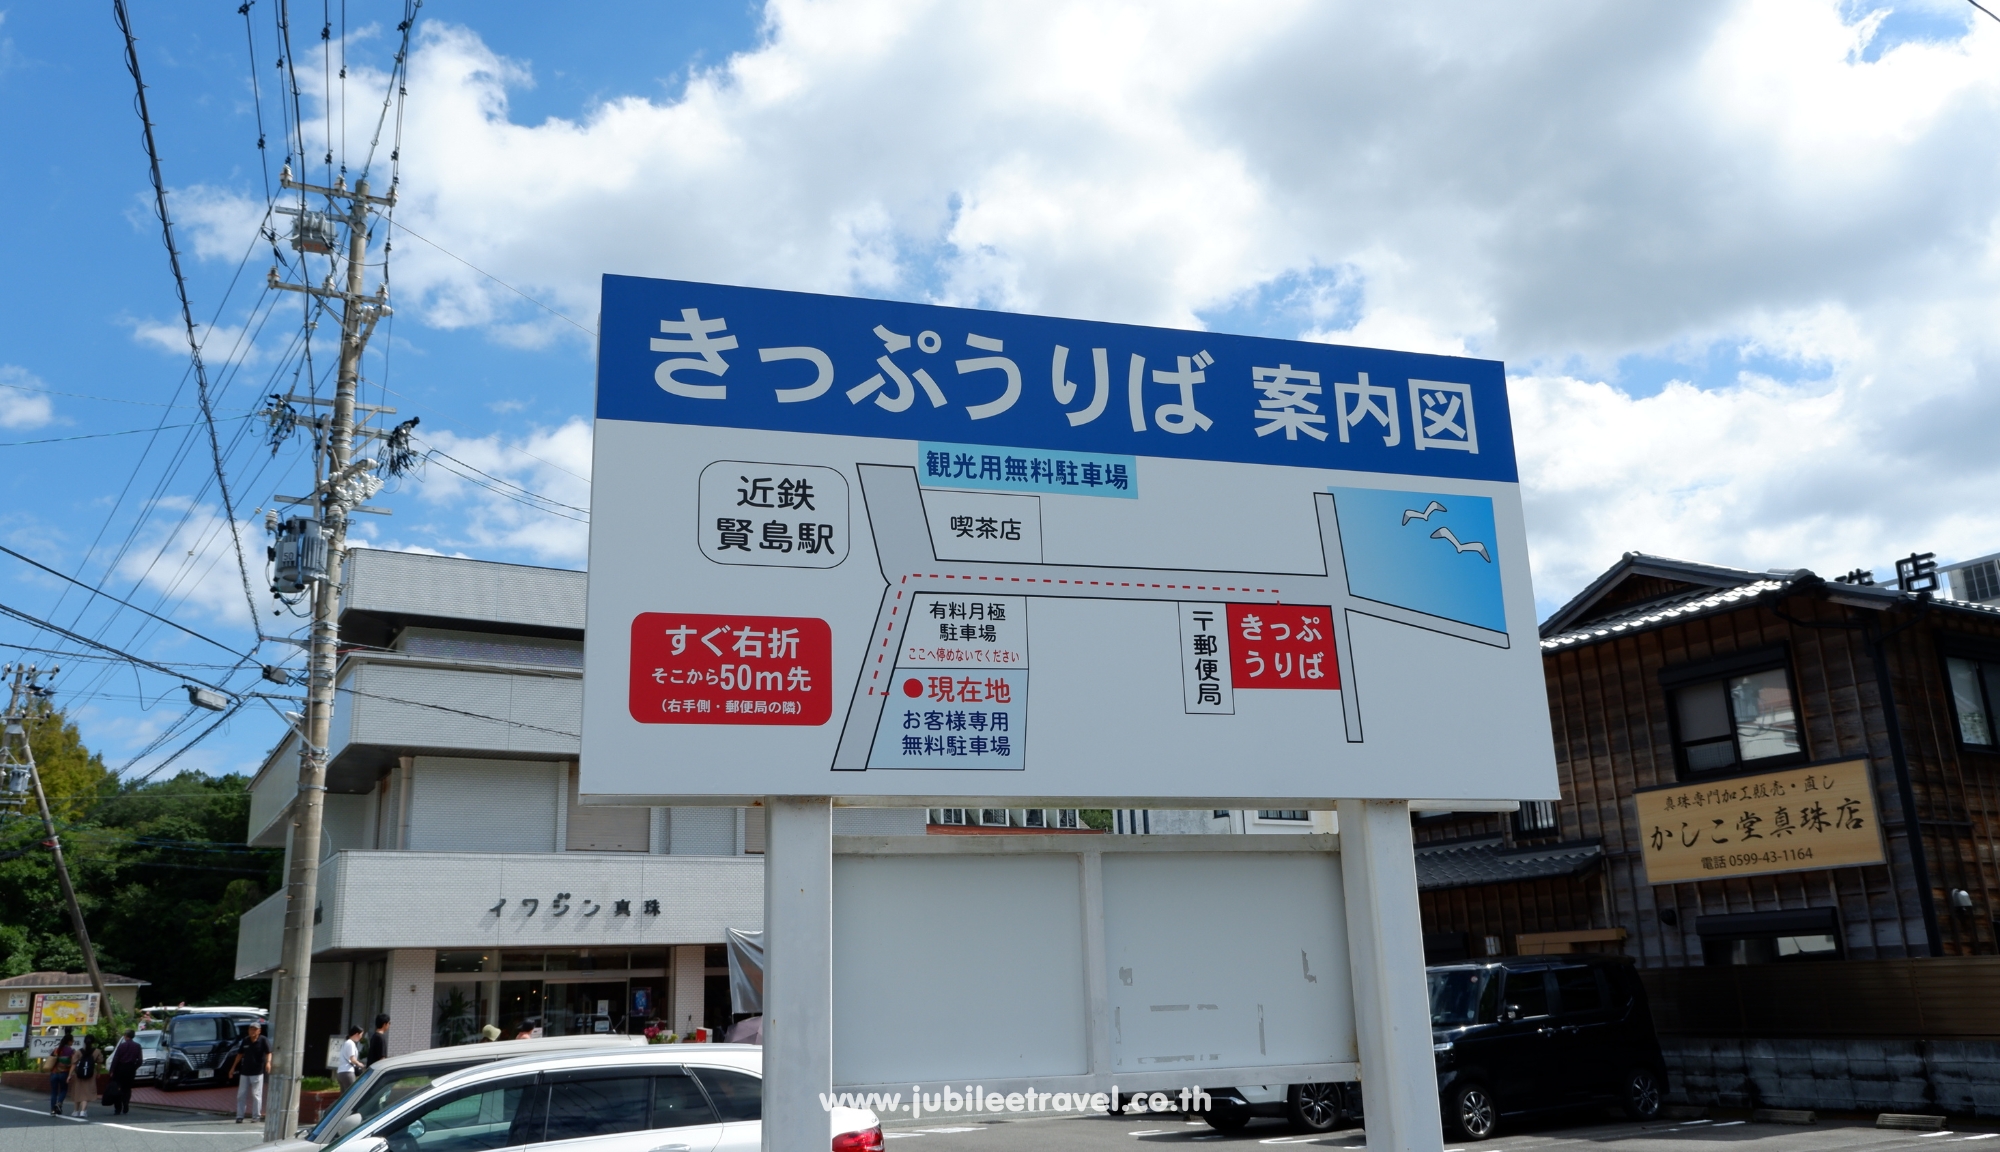 きっぷうりば 案内図
観光用無料駐車場
近鉄
賢島駅
喫茶店
有料月極
駐車場
ここへ停めないでください
〒郵便局
きっぷ
うりば
すぐ右折
そこから50m先
(右手側・郵便局の隣)
●現在地
お客様専用
無料駐車場
イワジン真珠
珠店
真珠専門加工販売・直し
かしこ堂真珠店
電話 0599-43-1164
www.jubileetravel.co.th